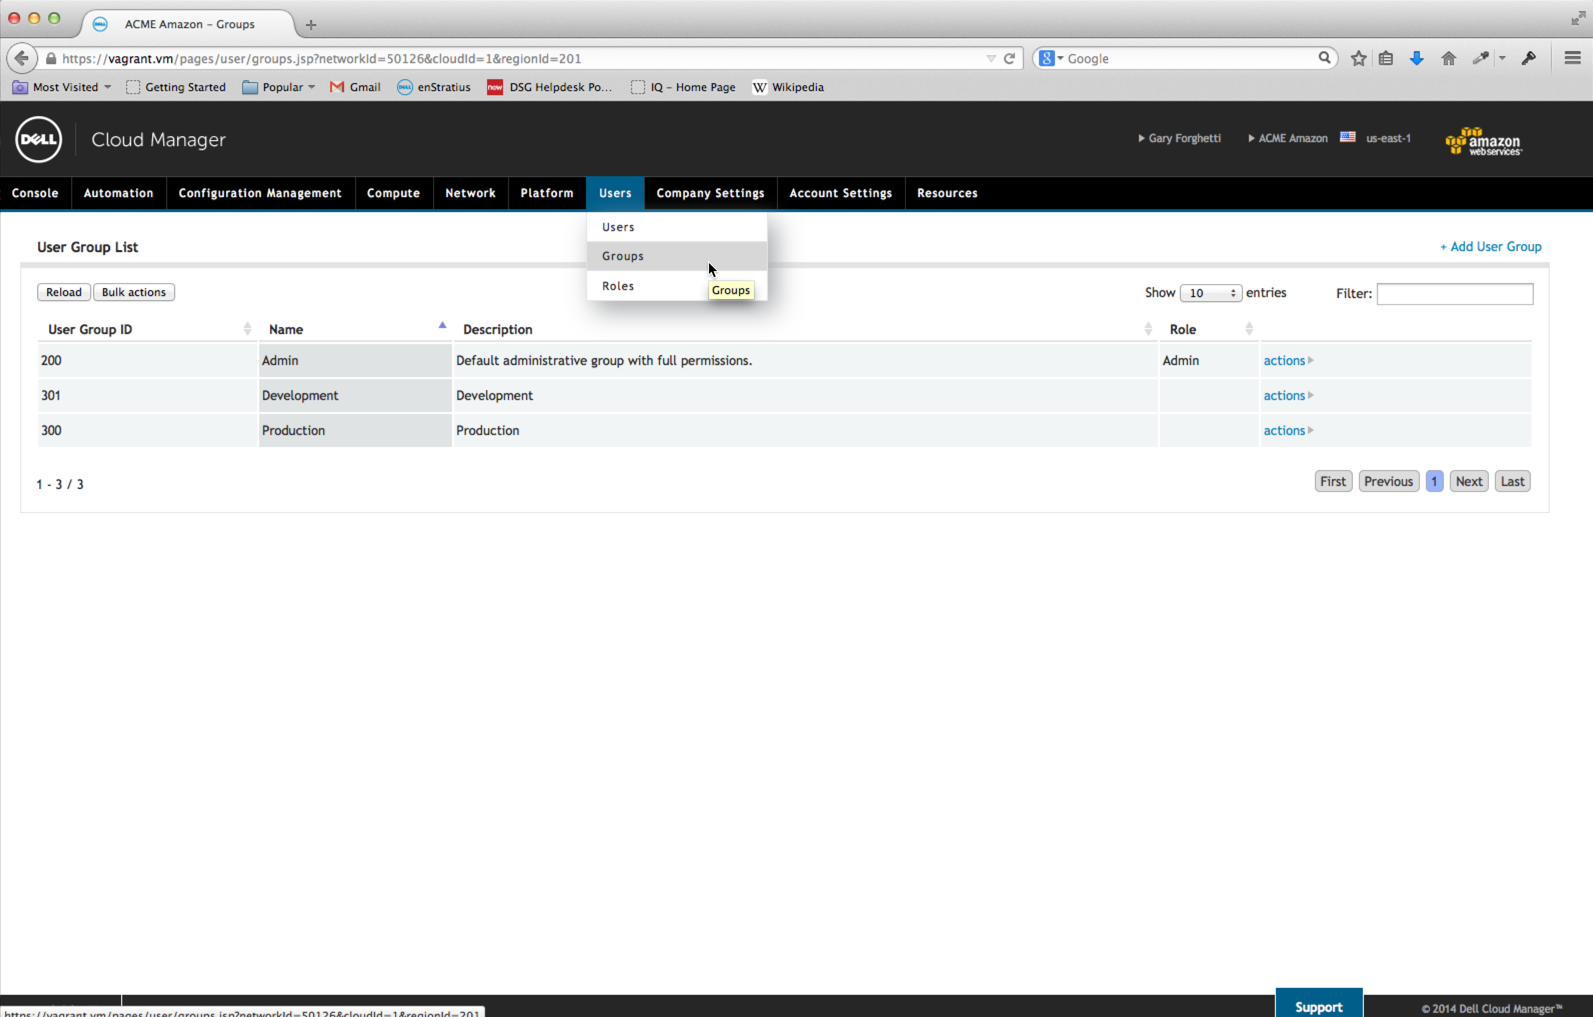 ACME Amazon – Groups
https://vagrant.vm/pages/user/groups.jsp?networkId=50126&cloudId=1&regionId=201
Google
Most Visited Getting Started Popular Gmail enStratius DSG Helpdesk Po... IQ – Home Page Wikipedia
DELL Cloud Manager Gary Forghetti ACME Amazon us-east-1 amazon web services™
Console Automation Configuration Management Compute Network Platform Users Company Settings Account Settings Resources
Users
Groups
Roles
Groups
User Group List + Add User Group
Reload Bulk actions Show 10 entries Filter:
User Group ID Name Description Role
200 Admin Default administrative group with full permissions. Admin actions
301 Development Development actions
300 Production Production actions
1 - 3 / 3 First Previous 1 Next Last
https://vagrant.vm/pages/user/groups.jsp?networkId=50126&cloudId=1&regionId=201
Support © 2014 Dell Cloud Manager™